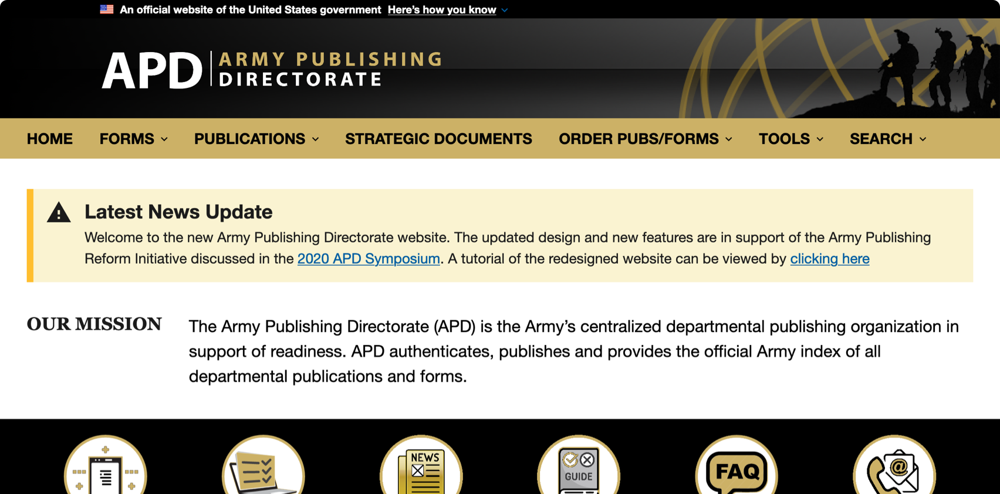 An official website of the United States government Here's how you know
APD
ARMY PUBLISHING
DIRECTORATE
HOME FORMS PUBLICATIONS STRATEGIC DOCUMENTS ORDER PUBS/FORMS TOOLS SEARCH
Latest News Update
Welcome to the new Army Publishing Directorate website. The updated design and new features are in support of the Army Publishing
Reform Initiative discussed in the 2020 APD Symposium. A tutorial of the redesigned website can be viewed by clicking here
OUR MISSION
The Army Publishing Directorate (APD) is the Army’s centralized departmental publishing organization in
support of readiness. APD authenticates, publishes and provides the official Army index of all
departmental publications and forms.
NEWS
GUIDE
FAQ
@